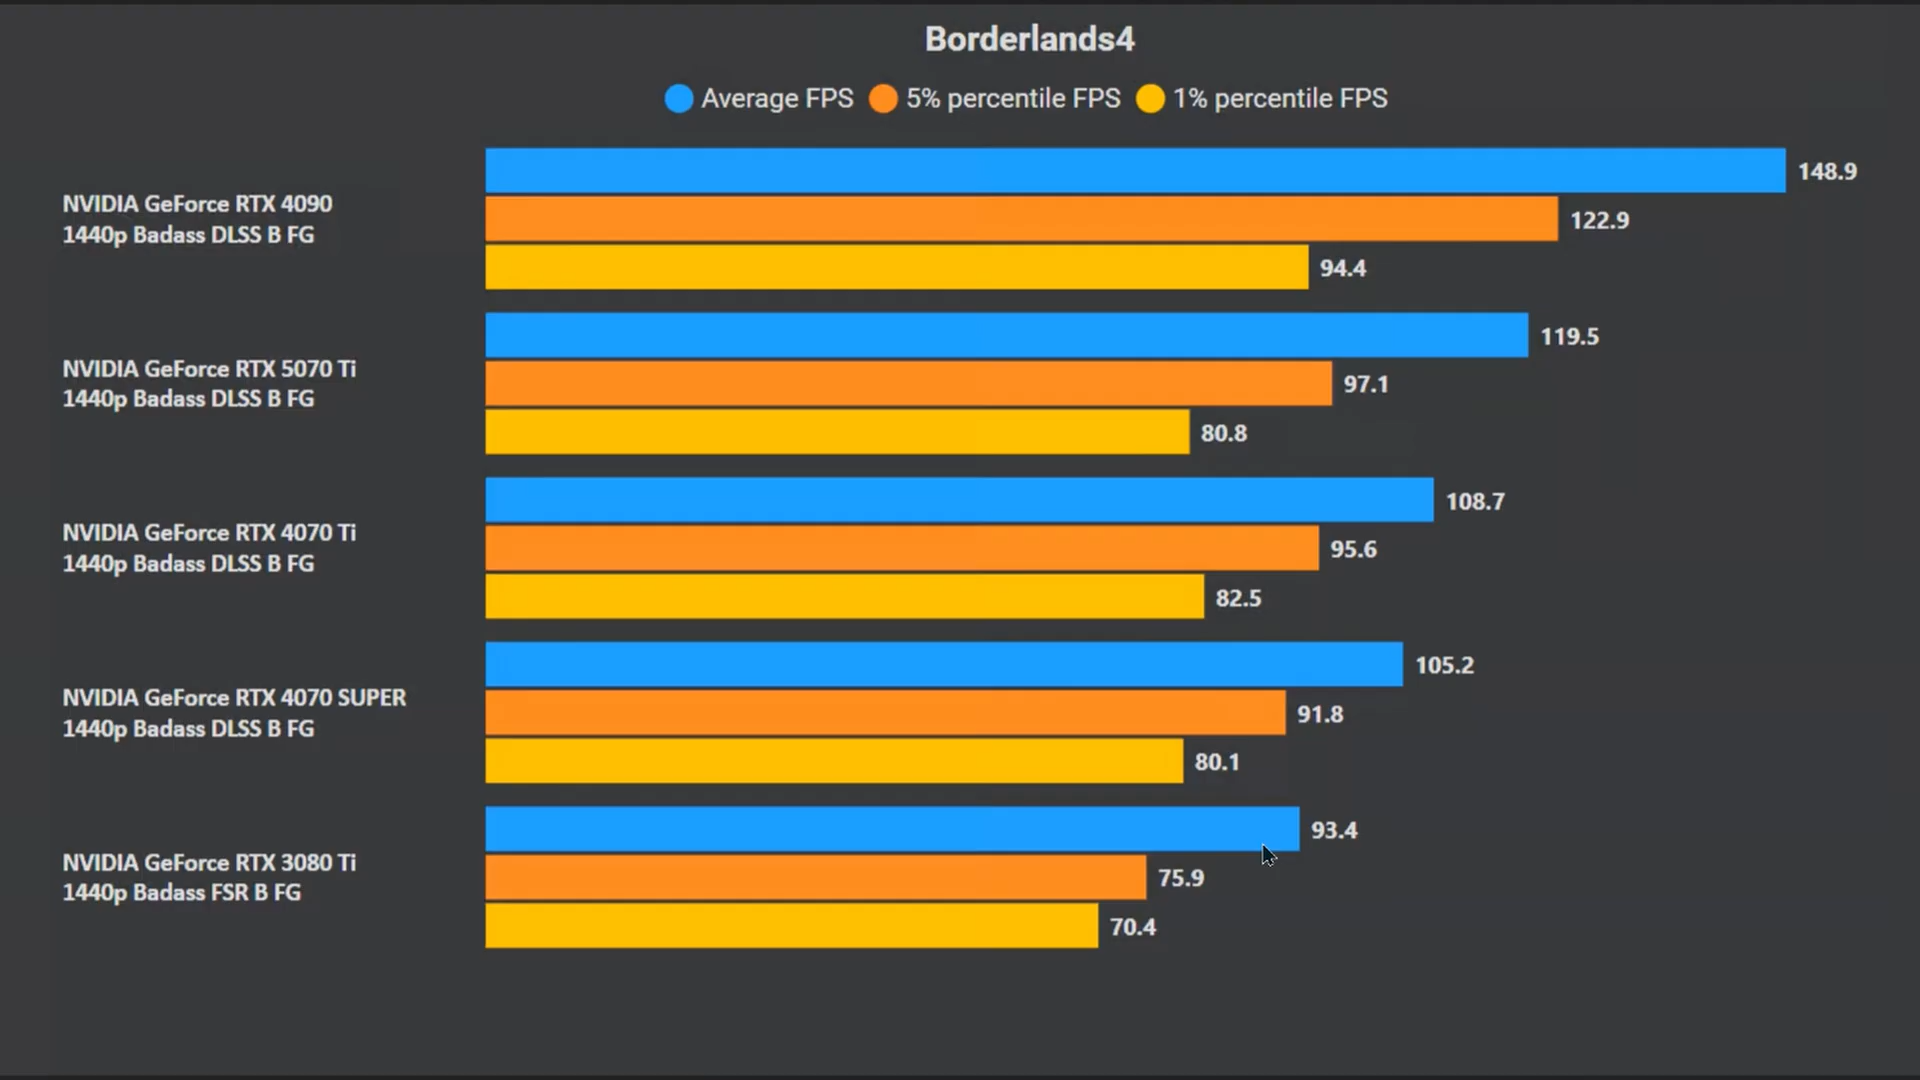 Borderlands4
Average FPS 5% percentile FPS 1% percentile FPS
NVIDIA GeForce RTX 4090
1440p Badass DLSS B FG
148.9
122.9
94.4
NVIDIA GeForce RTX 5070 Ti
1440p Badass DLSS B FG
119.5
97.1
80.8
NVIDIA GeForce RTX 4070 Ti
1440p Badass DLSS B FG
108.7
95.6
82.5
NVIDIA GeForce RTX 4070 SUPER
1440p Badass DLSS B FG
105.2
91.8
80.1
NVIDIA GeForce RTX 3080 Ti
1440p Badass FSR B FG
93.4
75.9
70.4